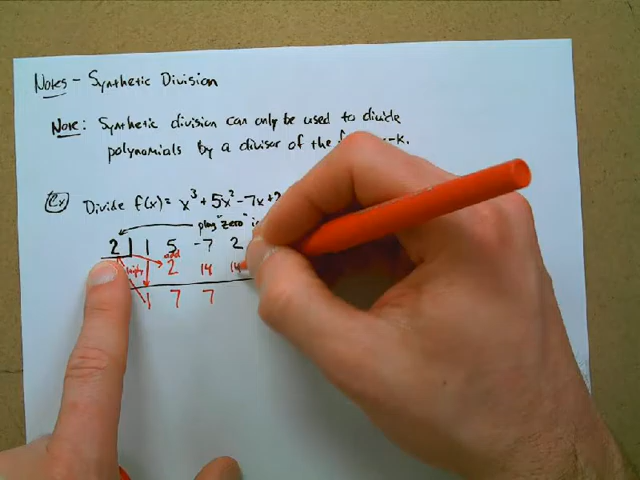 Notes - Synthetic Division
Note: Synthetic division can only be used to divide
polynomials by a divisor of the -k.
Ex Divide f(x)= x³ + 5x² - 7x + 2
plug "zero" in
2 1 5 -7 2
add
2 14 14
1 7 7